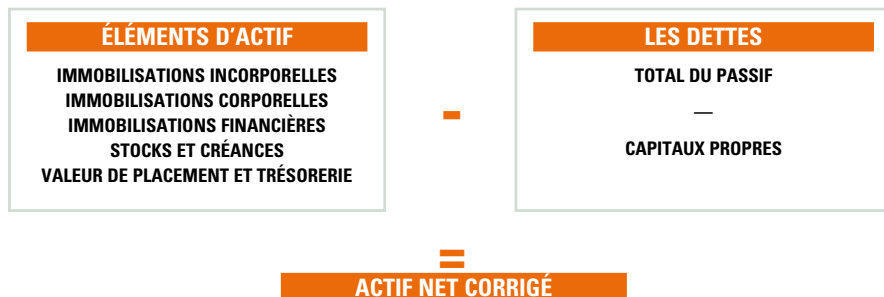 ÉLÉMENTS D'ACTIF
IMMOBILISATIONS INCORPORELLES
IMMOBILISATIONS CORPORELLES
IMMOBILISATIONS FINANCIÈRES
STOCKS ET CRÉANCES
VALEUR DE PLACEMENT ET TRÉSORERIE
-
LES DETTES
TOTAL DU PASSIF
—
CAPITAUX PROPRES
=
ACTIF NET CORRIGÉ